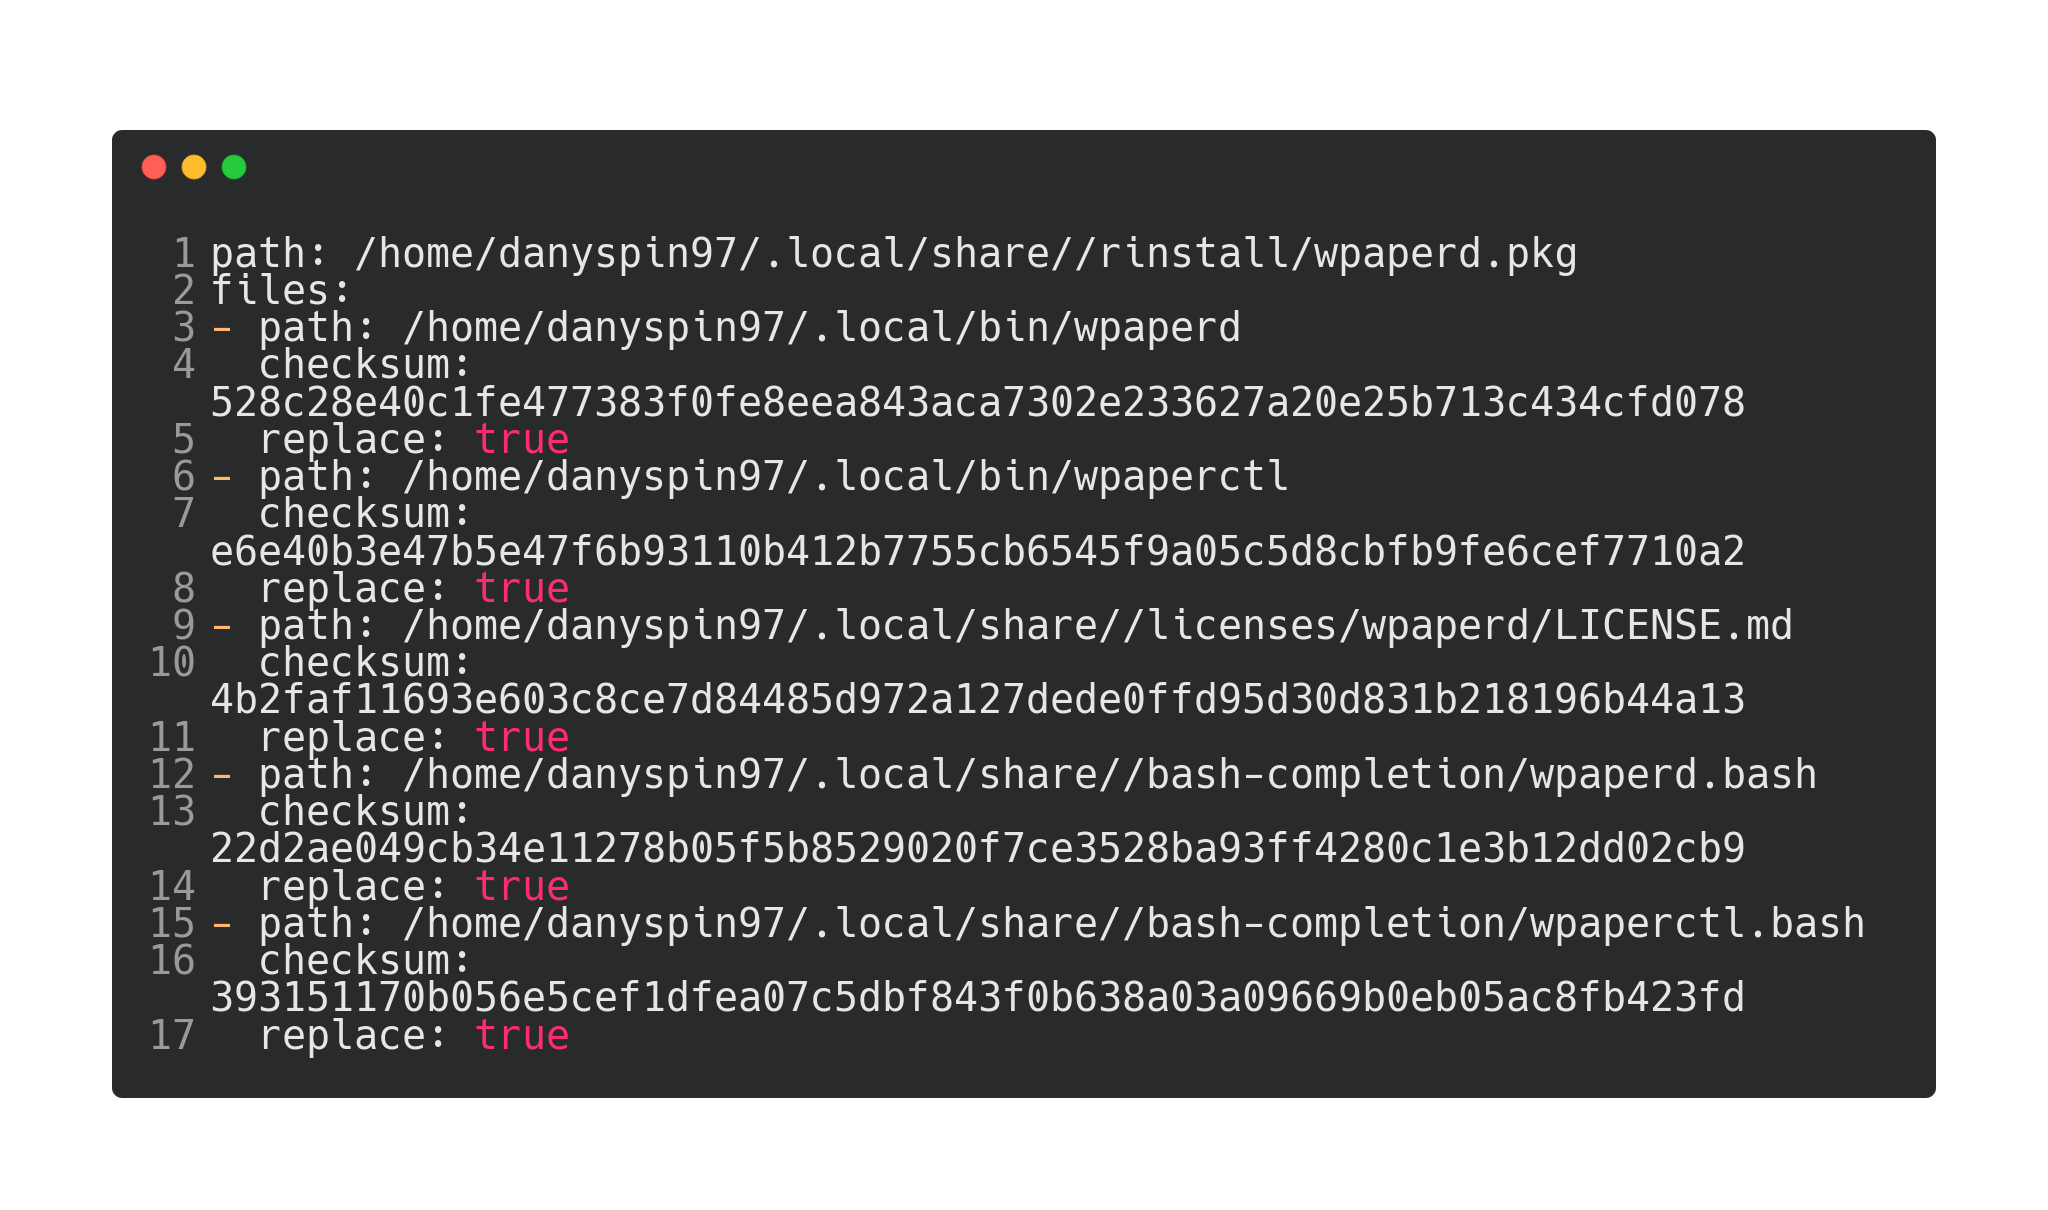 1 path: /home/danyspin97/.local/share//rinstall/wpaperd.pkg
2 files:
3 - path: /home/danyspin97/.local/bin/wpaperd
4   checksum:
528c28e40c1fe477383f0fe8eea843aca7302e233627a20e25b713c434cfd078
5   replace: true
6 - path: /home/danyspin97/.local/bin/wpaperctl
7   checksum:
e6e40b3e47b5e47f6b93110b412b7755cb6545f9a05c5d8cbfb9fe6cef7710a2
8   replace: true
9 - path: /home/danyspin97/.local/share//licenses/wpaperd/LICENSE.md
10   checksum:
4b2faf11693e603c8ce7d84485d972a127dede0ffd95d30d831b218196b44a13
11   replace: true
12 - path: /home/danyspin97/.local/share//bash-completion/wpaperd.bash
13   checksum:
22d2ae049cb34e11278b05f5b8529020f7ce3528ba93ff4280c1e3b12dd02cb9
14   replace: true
15 - path: /home/danyspin97/.local/share//bash-completion/wpaperctl.bash
16   checksum:
393151170b056e5cef1dfea07c5dbf843f0b638a03a09669b0eb05ac8fb423fd
17   replace: true